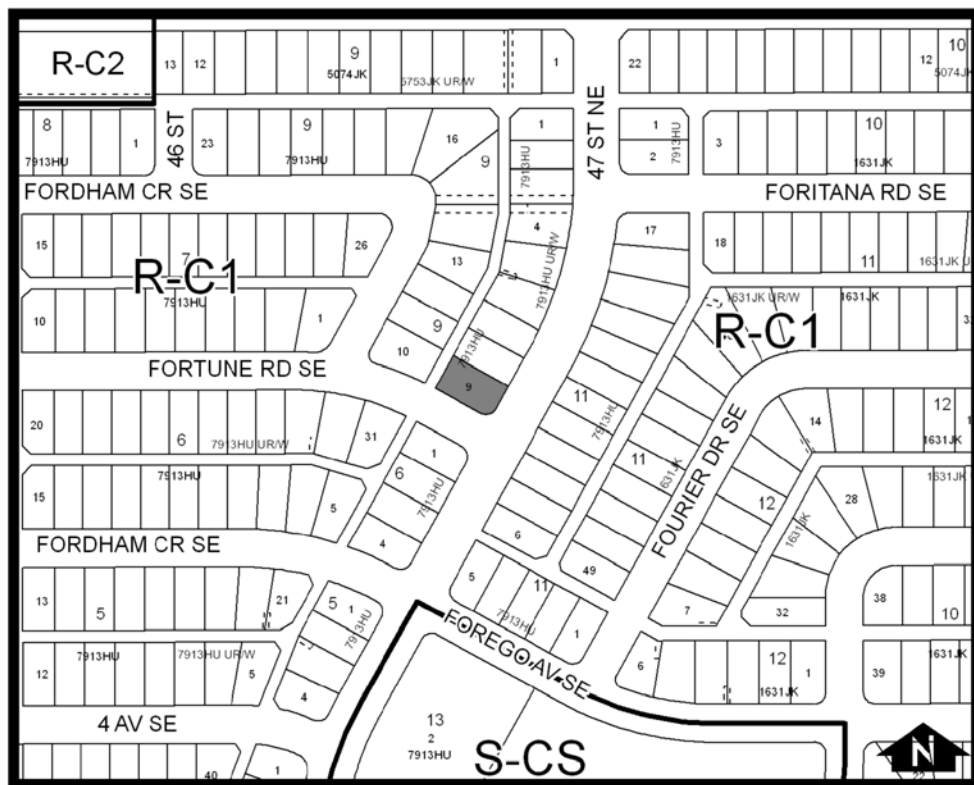 R-C2
13
12
9
5074JK
5753JK UR/W
1
22
12
10
5074JK
8
7913HU
1
46 ST
23
9
7913HU
16
9
1
7913HU
47 ST NE
1
2
7913HU
3
10
1631JK
FORDHAM CR SE
FORITANA RD SE
15
7
26
R-C1
7913HU
10
1
13
9
10
4
7913HU UR/W
7913HU
9
17
18
11
1631JK U
1631JK UR/W
1631JK
R-C1
FORTUNE RD SE
20
6
7913HU UR/W
31
15
7913HU
5
6
1
7913HU
4
11
7913HU
6
11
1631JK
49
FOURIER DR SE
14
12
1631JK
12
1631JK
28
1631JK
32
7
38
10
FORDHAM CR SE
13
5
21
12
7913HU
7913HU UR/W
5
5
1
7913HU
4
5
11
7913HU
1
FOREGO AV SE
6
12
1631JK
1
39
1631JK
4 AV SE
40
1
13
2
7913HU
S-CS
N
22